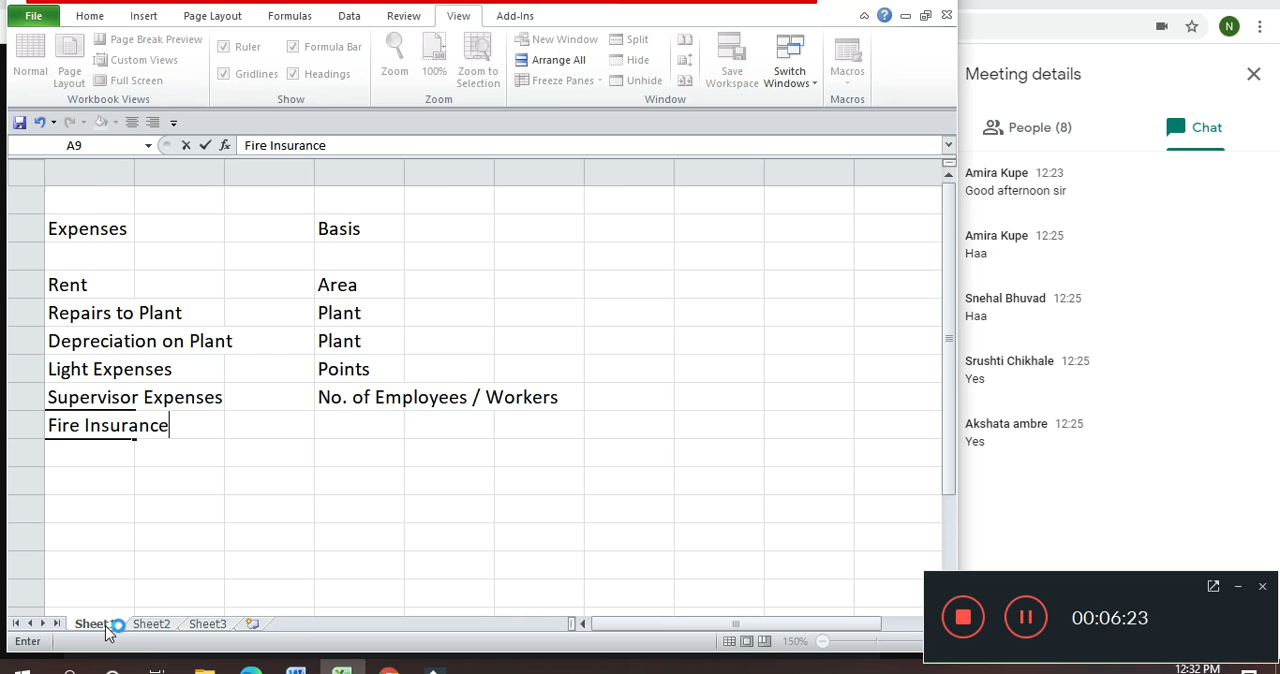 File Home Insert Page Layout Formulas Data Review View Add-Ins
Normal
Page Layout
Page Break Preview
Custom Views
Full Screen
Workbook Views
Ruler
Formula Bar
Gridlines
Headings
Show
Zoom
100%
Zoom to Selection
Zoom
New Window
Arrange All
Freeze Panes
Split
Hide
Unhide
Save Workspace
Switch Windows
Window
Macros
Macros
A9 fx Fire Insurance
Expenses Basis
Rent Area
Repairs to Plant Plant
Depreciation on Plant Plant
Light Expenses Points
Supervisor Expenses No. of Employees / Workers
Fire Insurance
Sheet1 Sheet2 Sheet3
Enter 150%
N
Meeting details
People (8) Chat
Amira Kupe 12:23
Good afternoon sir
Amira Kupe 12:25
Haa
Snehal Bhuvad 12:25
Haa
Srushti Chikhale 12:25
Yes
Akshata ambre 12:25
Yes
00:06:23
12:32 PM